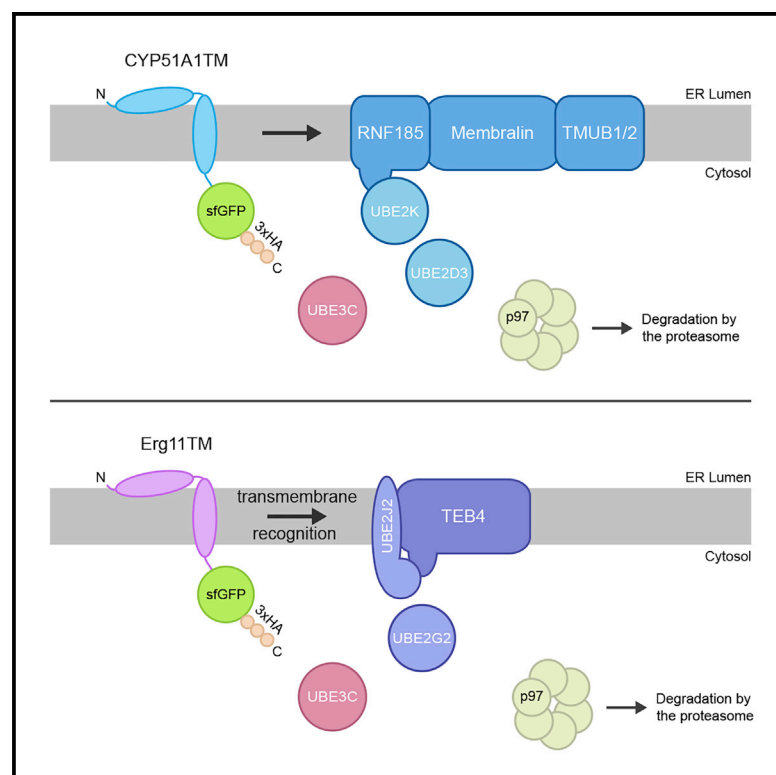 CYP51A1TM
N
ER Lumen
RNF185
Membralin
TMUB1/2
Cytosol
sfGFP
UBE2K
3xHA
C
UBE2D3
UBE3C
p97
Degradation by
the proteasome
Erg11TM
N
ER Lumen
transmembrane
recognition
UBE2J2
TEB4
Cytosol
sfGFP
3xHA
C
UBE2G2
UBE3C
p97
Degradation by
the proteasome